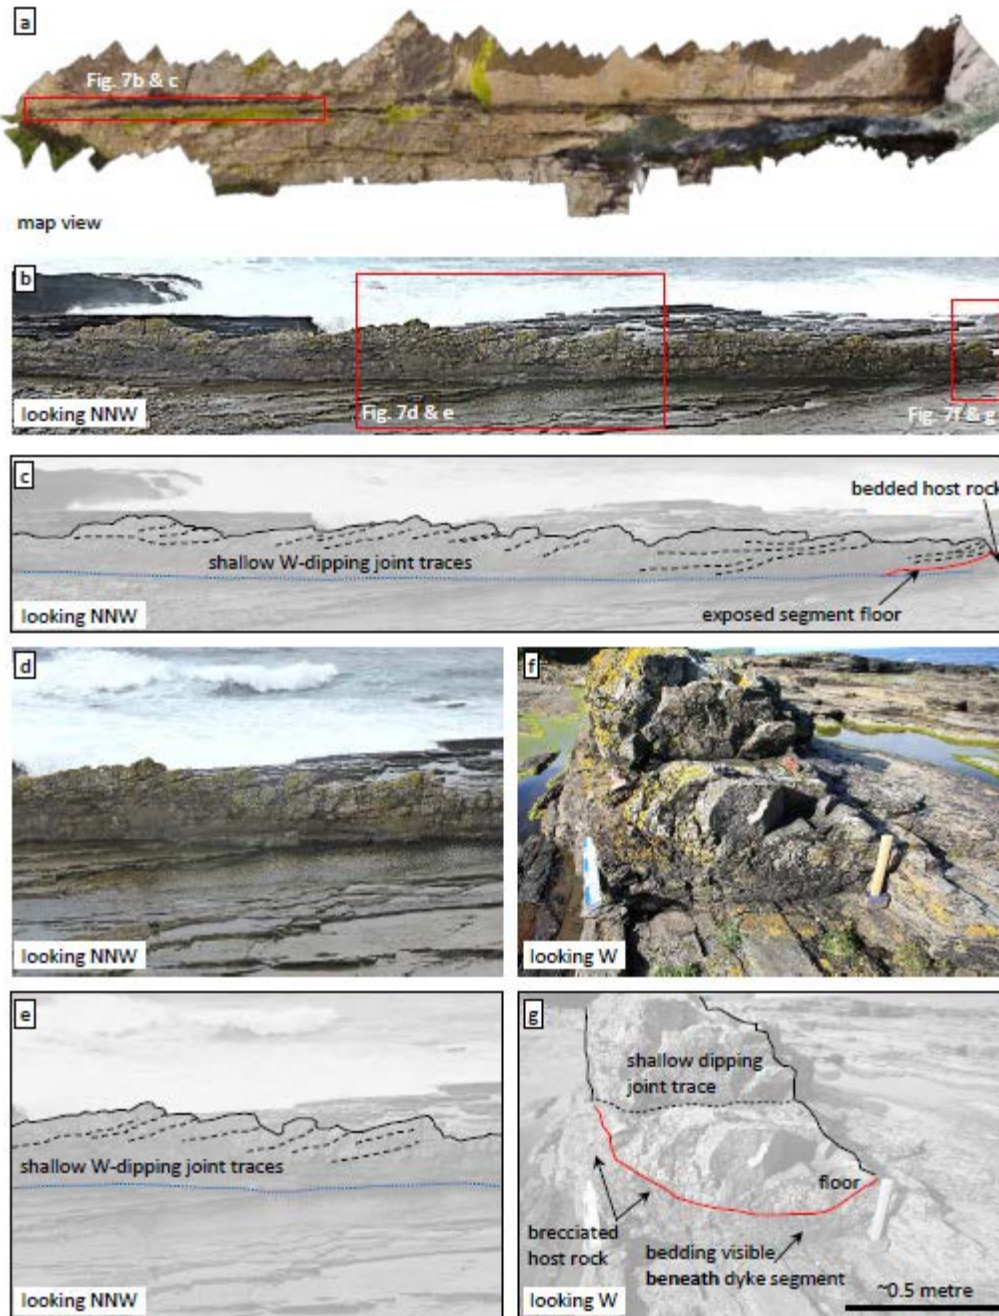 a
Fig. 7b & c
map view
b
looking NNW
Fig. 7d & e
Fig. 7f & g
c
bedded host rock
shallow W-dipping joint traces
looking NNW
exposed segment floor
d
looking NNW
f
looking W
e
shallow W-dipping joint traces
looking NNW
g
shallow dipping
joint trace
floor
brecciated
host rock
bedding visible
beneath dyke segment
looking W
~0.5 metre